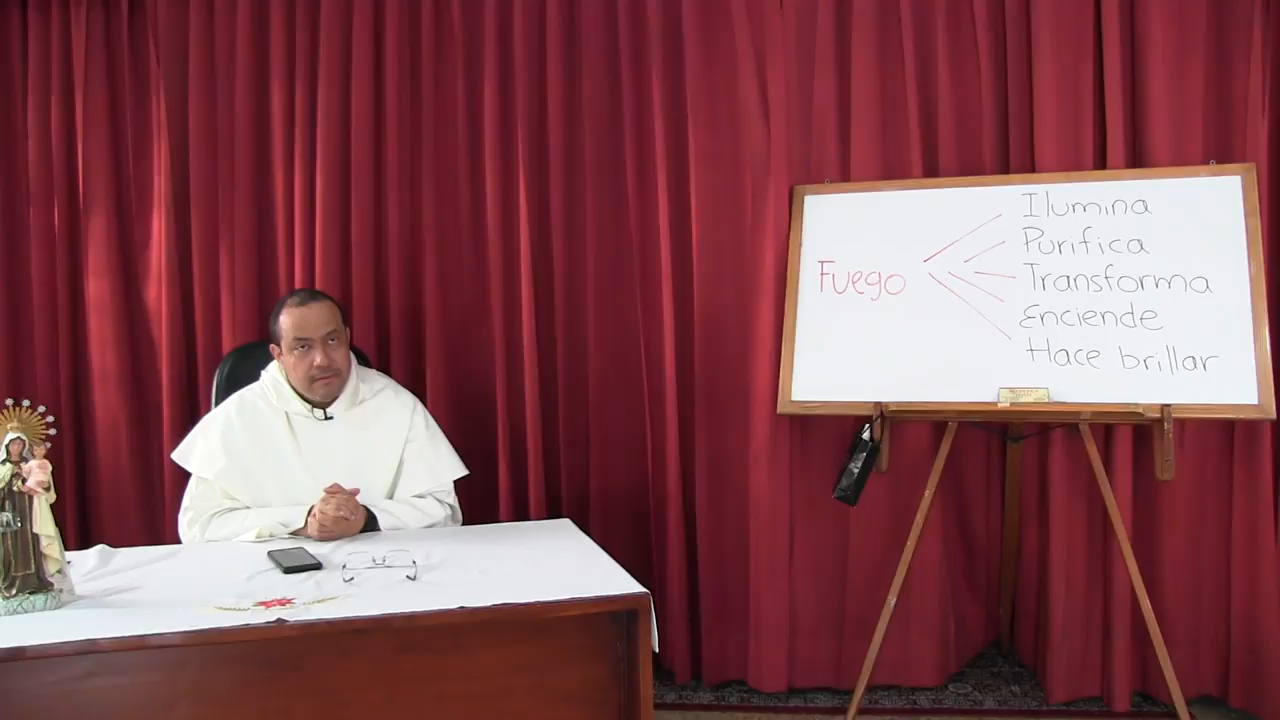 Fuego
Ilumina
Purifica
Transforma
Enciende
Hace brillar